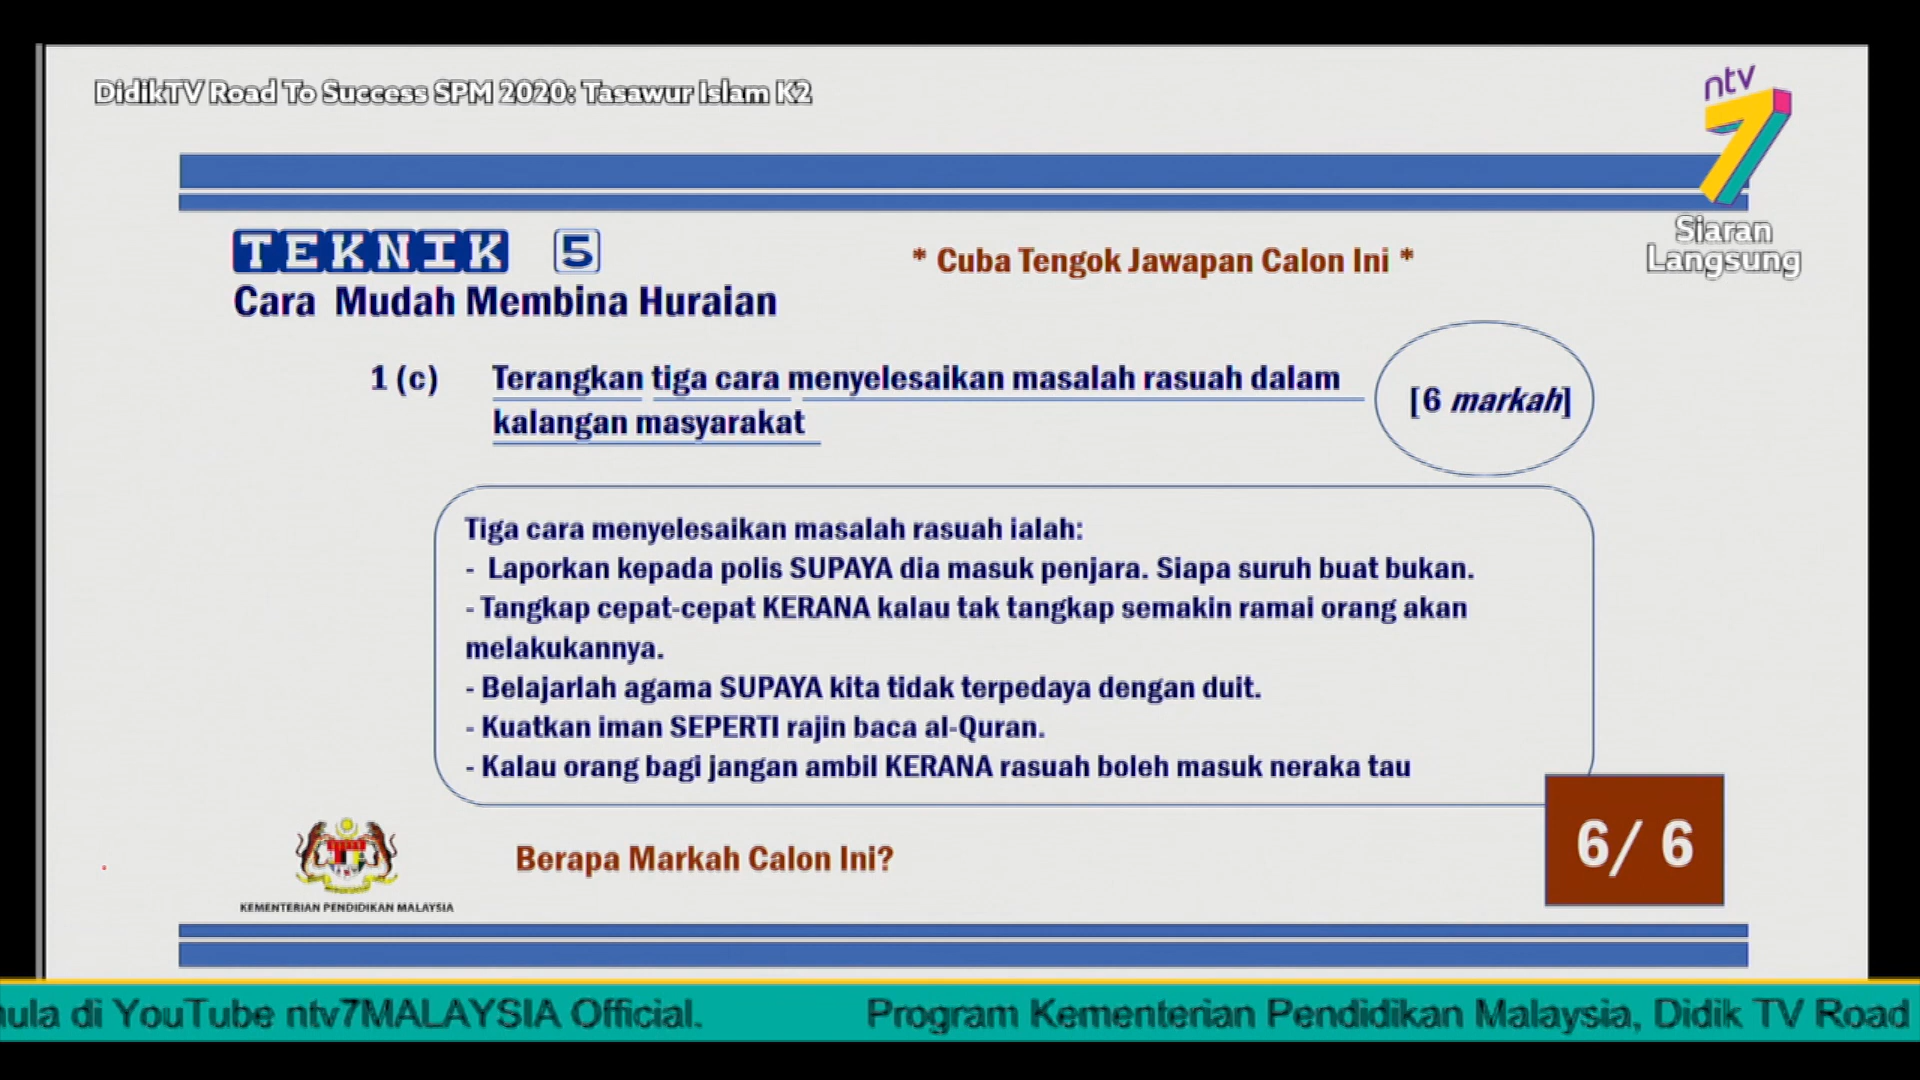 DidikTV Road To Success SPM 2020: Tasawur Islam K2
ntv
7
Siaran
Langsung
TEKNIK 5
* Cuba Tengok Jawapan Calon Ini *
Cara Mudah Membina Huraian
1 (c) Terangkan tiga cara menyelesaikan masalah rasuah dalam
kalangan masyarakat
[6 markah]
Tiga cara menyelesaikan masalah rasuah ialah:
- Laporkan kepada polis SUPAYA dia masuk penjara. Siapa suruh buat bukan.
- Tangkap cepat-cepat KERANA kalau tak tangkap semakin ramai orang akan
melakukannya.
- Belajarlah agama SUPAYA kita tidak terpedaya dengan duit.
- Kuatkan iman SEPERTI rajin baca al-Quran.
- Kalau orang bagi jangan ambil KERANA rasuah boleh masuk neraka tau
6/ 6
Berapa Markah Calon Ini?
KEMENTERIAN PENDIDIKAN MALAYSIA
di YouTube ntv7MALAYSIA Official. Program Kementerian Pendidikan Malaysia, Didik TV Road